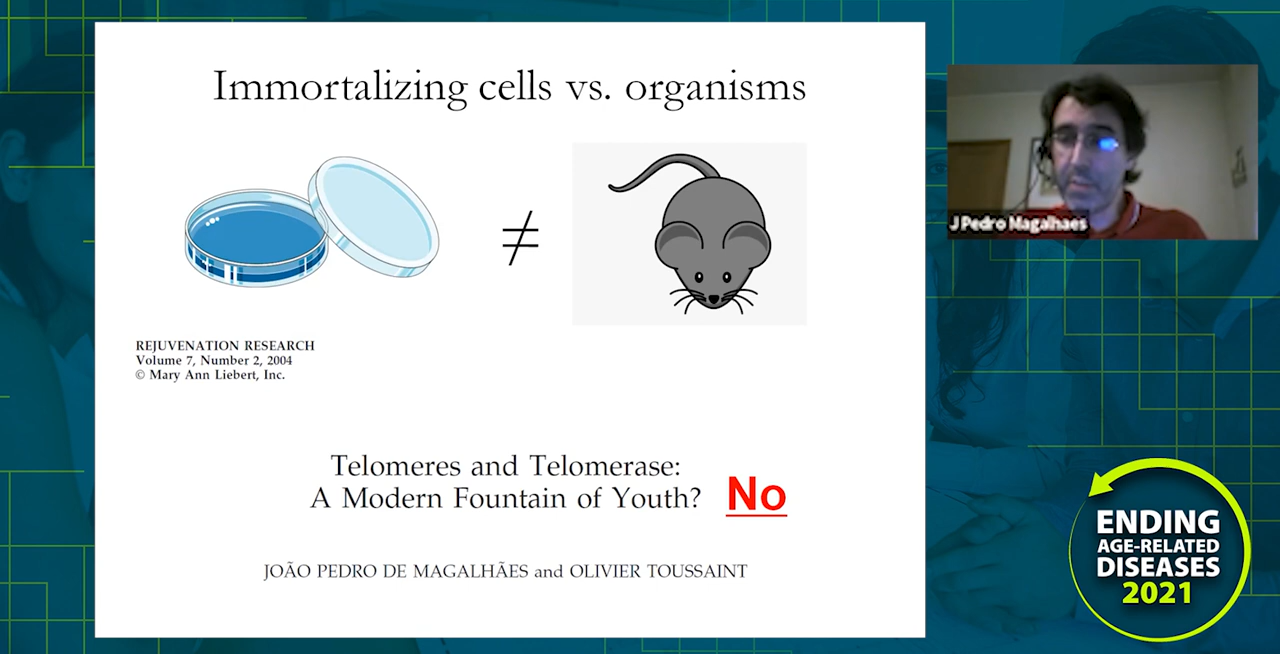 Immortalizing cells vs. organisms
≠
REJUVENATION RESEARCH
Volume 7, Number 2, 2004
© Mary Ann Liebert, Inc.
Telomeres and Telomerase:
A Modern Fountain of Youth? No
JOÃO PEDRO DE MAGALHÃES and OLIVIER TOUSSAINT
J Pedro Magalhaes
ENDING
AGE-RELATED
DISEASES
2021